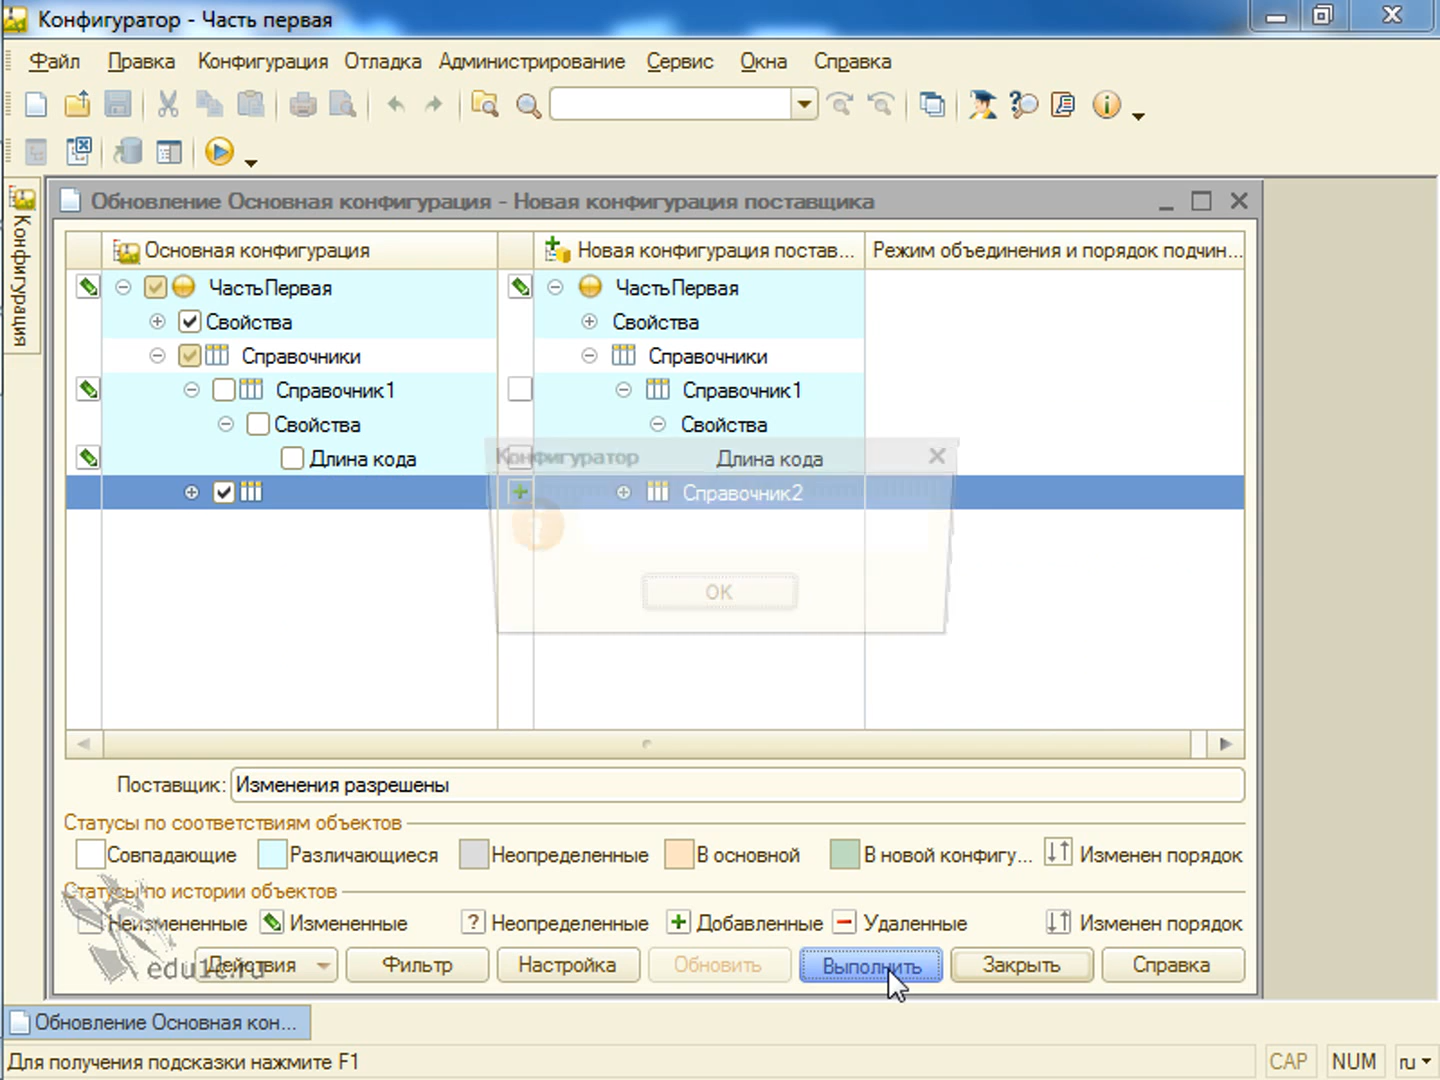 Конфигуратор - Часть первая
Файл Правка Конфигурация Отладка Администрирование Сервис Окна Справка
Конфигурация
Обновление Основная конфигурация - Новая конфигурация поставщика
Основная конфигурация Новая конфигурация постав... Режим объединения и порядок подчин...
ЧастьПервая ЧастьПервая
Свойства Свойства
Справочники Справочники
Справочник1 Справочник1
Свойства Свойства
Длина кода Конфигуратор Длина кода
Справочник2
OK
Поставщик: Изменения разрешены
Статусы по соответствиям объектов
Совпадающие Различающиеся Неопределенные В основной В новой конфигу... Изменен порядок
Статусы по истории объектов
Неизмененные Измененные ? Неопределенные Добавленные Удаленные Изменен порядок
edu1c.ru Действия Фильтр Настройка Обновить Выполнить Закрыть Справка
Обновление Основная кон...
Для получения подсказки нажмите F1 CAP NUM ru